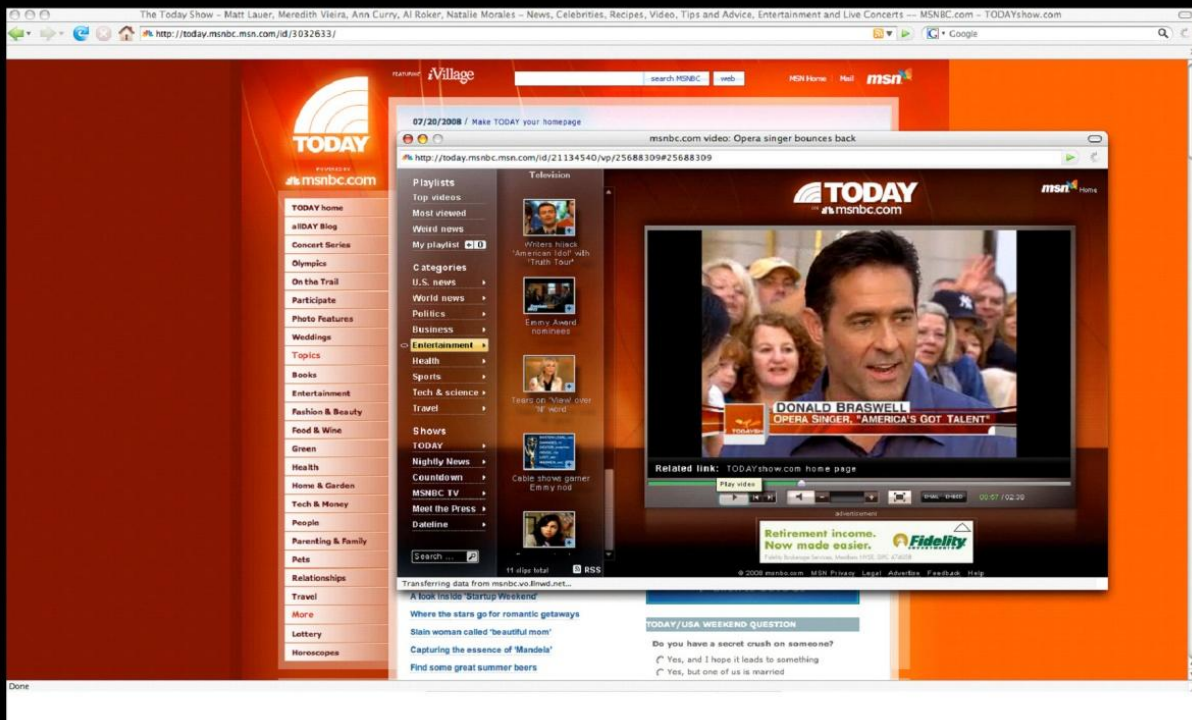 The Today Show – Matt Lauer, Meredith Vieira, Ann Curry, Al Roker, Natalie Morales – News, Celebrities, Recipes, Video, Tips and Advice, Entertainment and Live Concerts -- MSNBC.com – TODAYshow.com
http://today.msnbc.msn.com/id/3032633/
Google
iVillage
search MSNBC
web
MSN Home
Mail
msn
TODAY
msnbc.com
07/20/2008 / Make TODAY your homepage
TODAY home
allDAY Blog
Concert Series
Olympics
On the Trail
Participate
Photo Features
Weddings
Topics
Books
Entertainment
Fashion & Beauty
Food & Wine
Green
Health
Home & Garden
Tech & Money
People
Parenting & Family
Pets
Relationships
Travel
More
Lottery
Horoscopes
msnbc.com video: Opera singer bounces back
http://today.msnbc.msn.com/id/21134540/vp/25688309#25688309
Playlists
Top videos
Most viewed
Weird news
My playlist 0
Categories
U.S. news
World news
Politics
Business
Entertainment
Health
Sports
Tech & science
Travel
Shows
TODAY
Nightly News
Countdown
MSNBC TV
Meet the Press
Dateline
Search ...
Television
Writers hijack
'American Idol' with
'Truth Tour'
Emmy Award
nominees
Tears on 'View' over
'N' word
Cable shows garner
Emmy nod
11 clips total
RSS
TODAY
msnbc.com
msn Home
DONALD BRASWELL
OPERA SINGER, "AMERICA'S GOT TALENT"
Related link: TODAYshow.com home page
Play video
00:57 / 02:38
advertisement
Retirement income.
Now made easier.
Fidelity
INVESTMENTS
© 2008 msnbc.com MSN Privacy Legal Advertise Feedback Help
Transferring data from msnbc.vo.llnwd.net...
A look inside 'Startup Weekend'
Where the stars go for romantic getaways
Slain woman called 'beautiful mom'
Capturing the essence of 'Mandela'
Find some great summer beers
TODAY/USA WEEKEND QUESTION
Do you have a secret crush on someone?
Yes, and I hope it leads to something
Yes, but one of us is married
Done